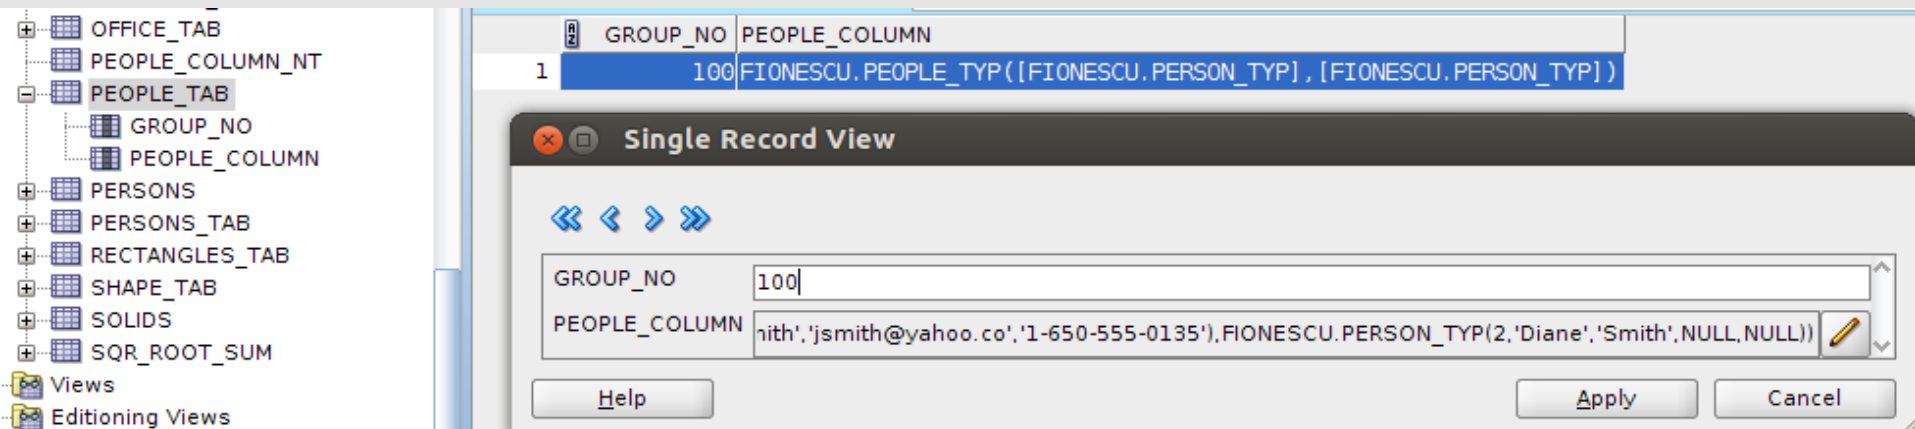 OFFICE_TAB
PEOPLE_COLUMN_NT
PEOPLE_TAB
GROUP_NO
PEOPLE_COLUMN
PERSONS
PERSONS_TAB
RECTANGLES_TAB
SHAPE_TAB
SOLIDS
SQR_ROOT_SUM
Views
Editioning Views
GROUP_NO PEOPLE_COLUMN
1 100 FIONESCU.PEOPLE_TYP([FIONESCU.PERSON_TYP],[FIONESCU.PERSON_TYP])
Single Record View
GROUP_NO 100
PEOPLE_COLUMN nith','jsmith@yahoo.co','1-650-555-0135'),FIONESCU.PERSON_TYP(2,'Diane','Smith',NULL,NULL))
Help Apply Cancel